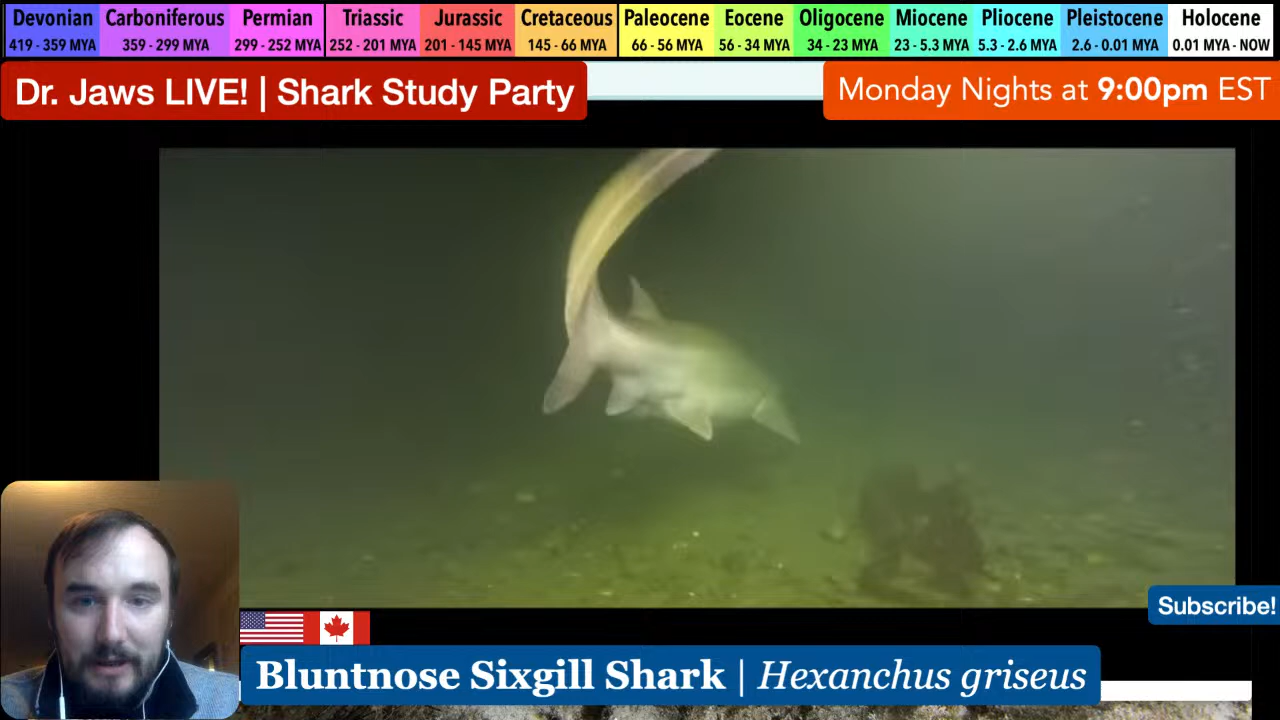 Devonian Carboniferous Permian Triassic Jurassic Cretaceous Paleocene Eocene Oligocene Miocene Pliocene Pleistocene Holocene
419 - 359 MYA 359 - 299 MYA 299 - 252 MYA 252 - 201 MYA 201 - 145 MYA 145 - 66 MYA 66 - 56 MYA 56 - 34 MYA 34 - 23 MYA 23 - 5.3 MYA 5.3 - 2.6 MYA 2.6 - 0.01 MYA 0.01 MYA - NOW
Dr. Jaws LIVE! | Shark Study Party
Monday Nights at 9:00pm EST
Subscribe!
Bluntnose Sixgill Shark | Hexanchus griseus